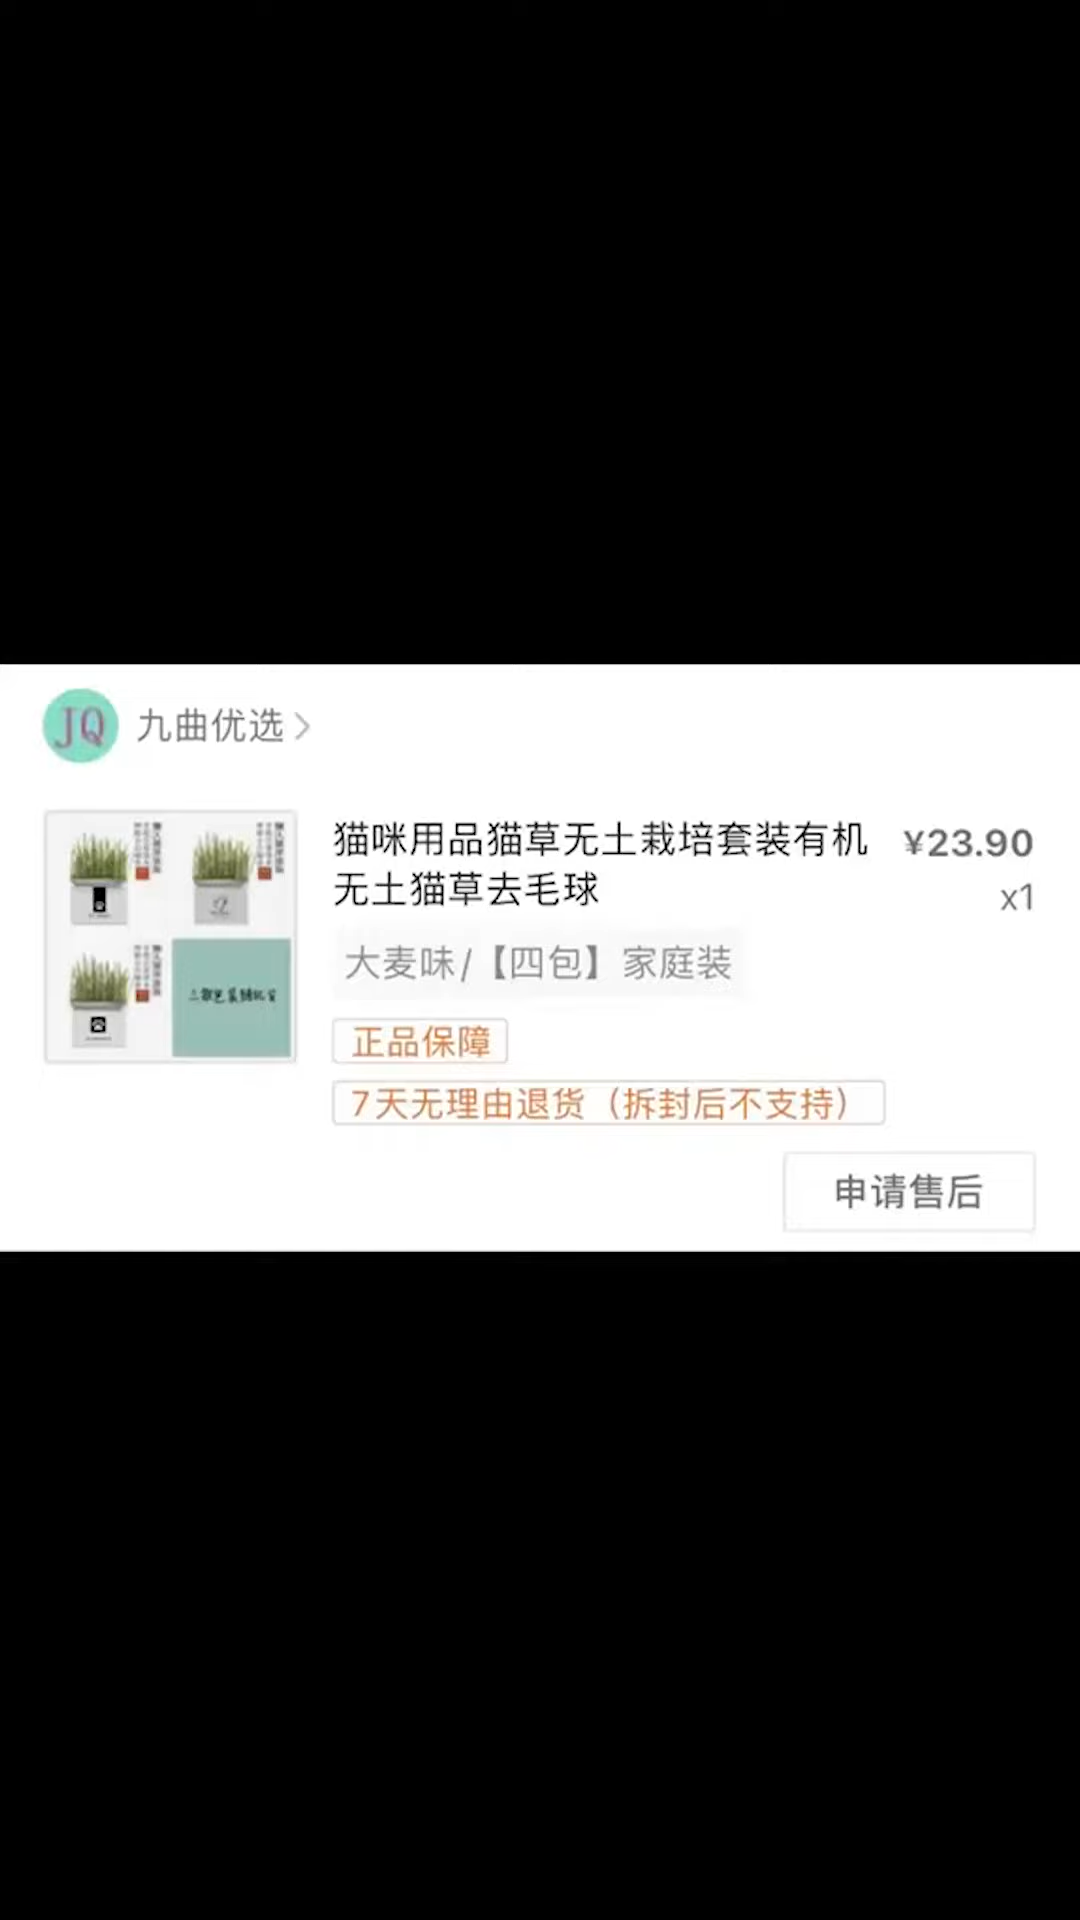 JQ 九曲优选
猫咪用品猫草无土栽培套装有机
¥23.90
无土猫草去毛球
x1
大麦味/【四包】家庭装
正品保障
7天无理由退货（拆封后不支持）
申请售后